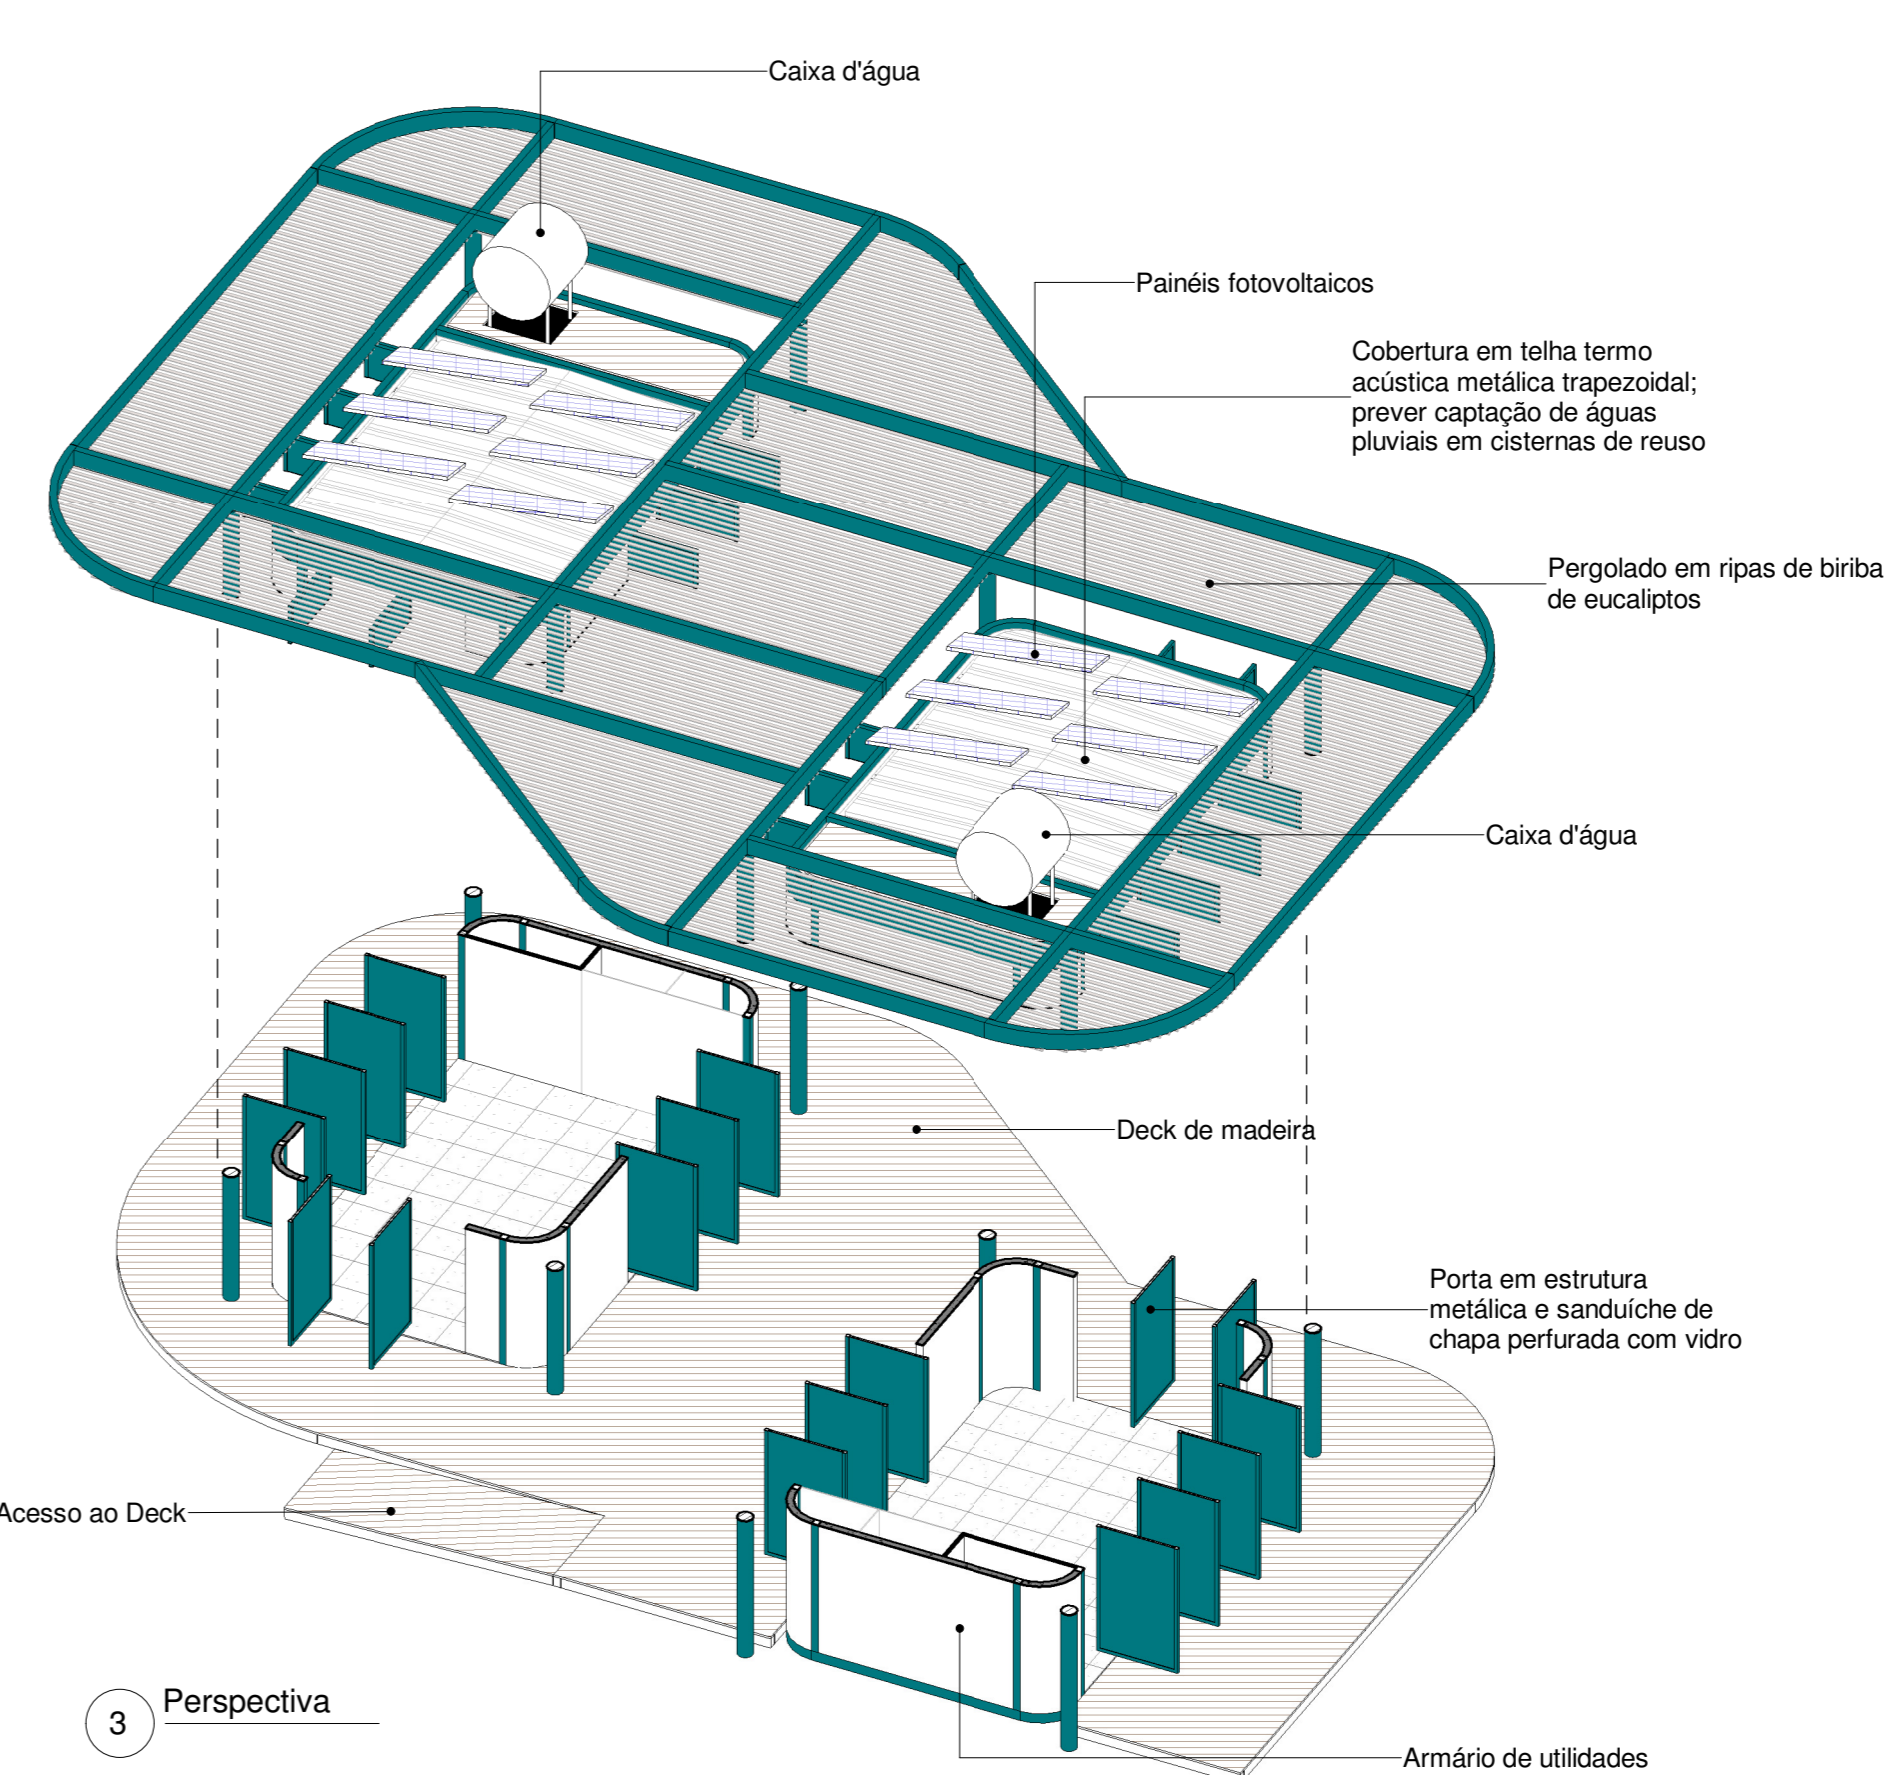 Caixa d'água
Painéis fotovoltaicos
Cobertura em telha termo
acústica metálica trapezoidal;
prever captação de águas
pluviais em cisternas de reuso
Pergolado em ripas de biriba
de eucaliptos
Caixa d'água
Deck de madeira
Porta em estrutura
metálica e sanduíche de
chapa perfurada com vidro
Acesso ao Deck
3 Perspectiva
Armário de utilidades